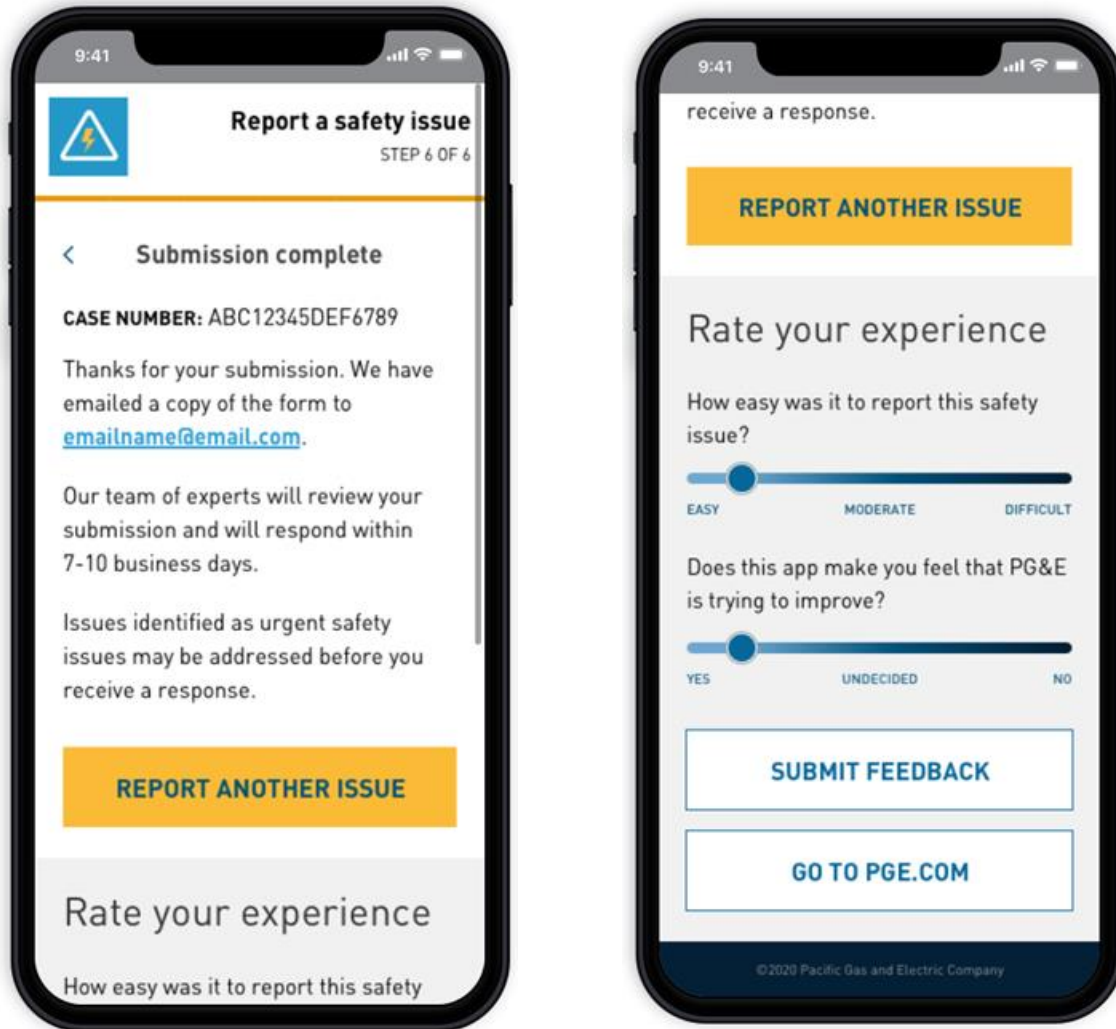 9:41
Report a safety issue
STEP 6 OF 6
Submission complete
CASE NUMBER: ABC12345DEF6789
Thanks for your submission. We have
emailed a copy of the form to
emailname@email.com.
Our team of experts will review your
submission and will respond within
7-10 business days.
Issues identified as urgent safety
issues may be addressed before you
receive a response.
REPORT ANOTHER ISSUE
Rate your experience
How easy was it to report this safety
9:41
receive a response.
REPORT ANOTHER ISSUE
Rate your experience
How easy was it to report this safety
issue?
EASY MODERATE DIFFICULT
Does this app make you feel that PG&E
is trying to improve?
YES UNDECIDED NO
SUBMIT FEEDBACK
GO TO PGE.COM
©2020 Pacific Gas and Electric Company